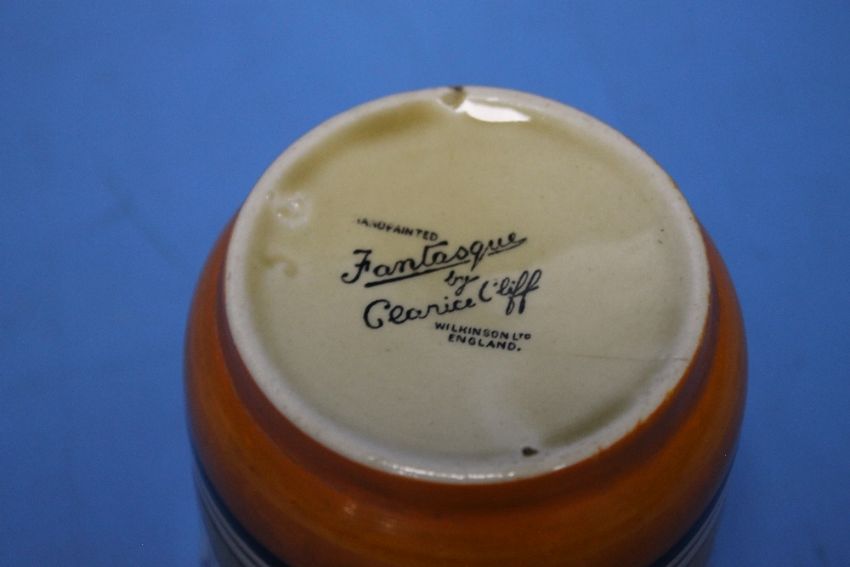 HANDPAINTED
Fantasque
by
Clarice Cliff
WILKINSON LTD
ENGLAND.